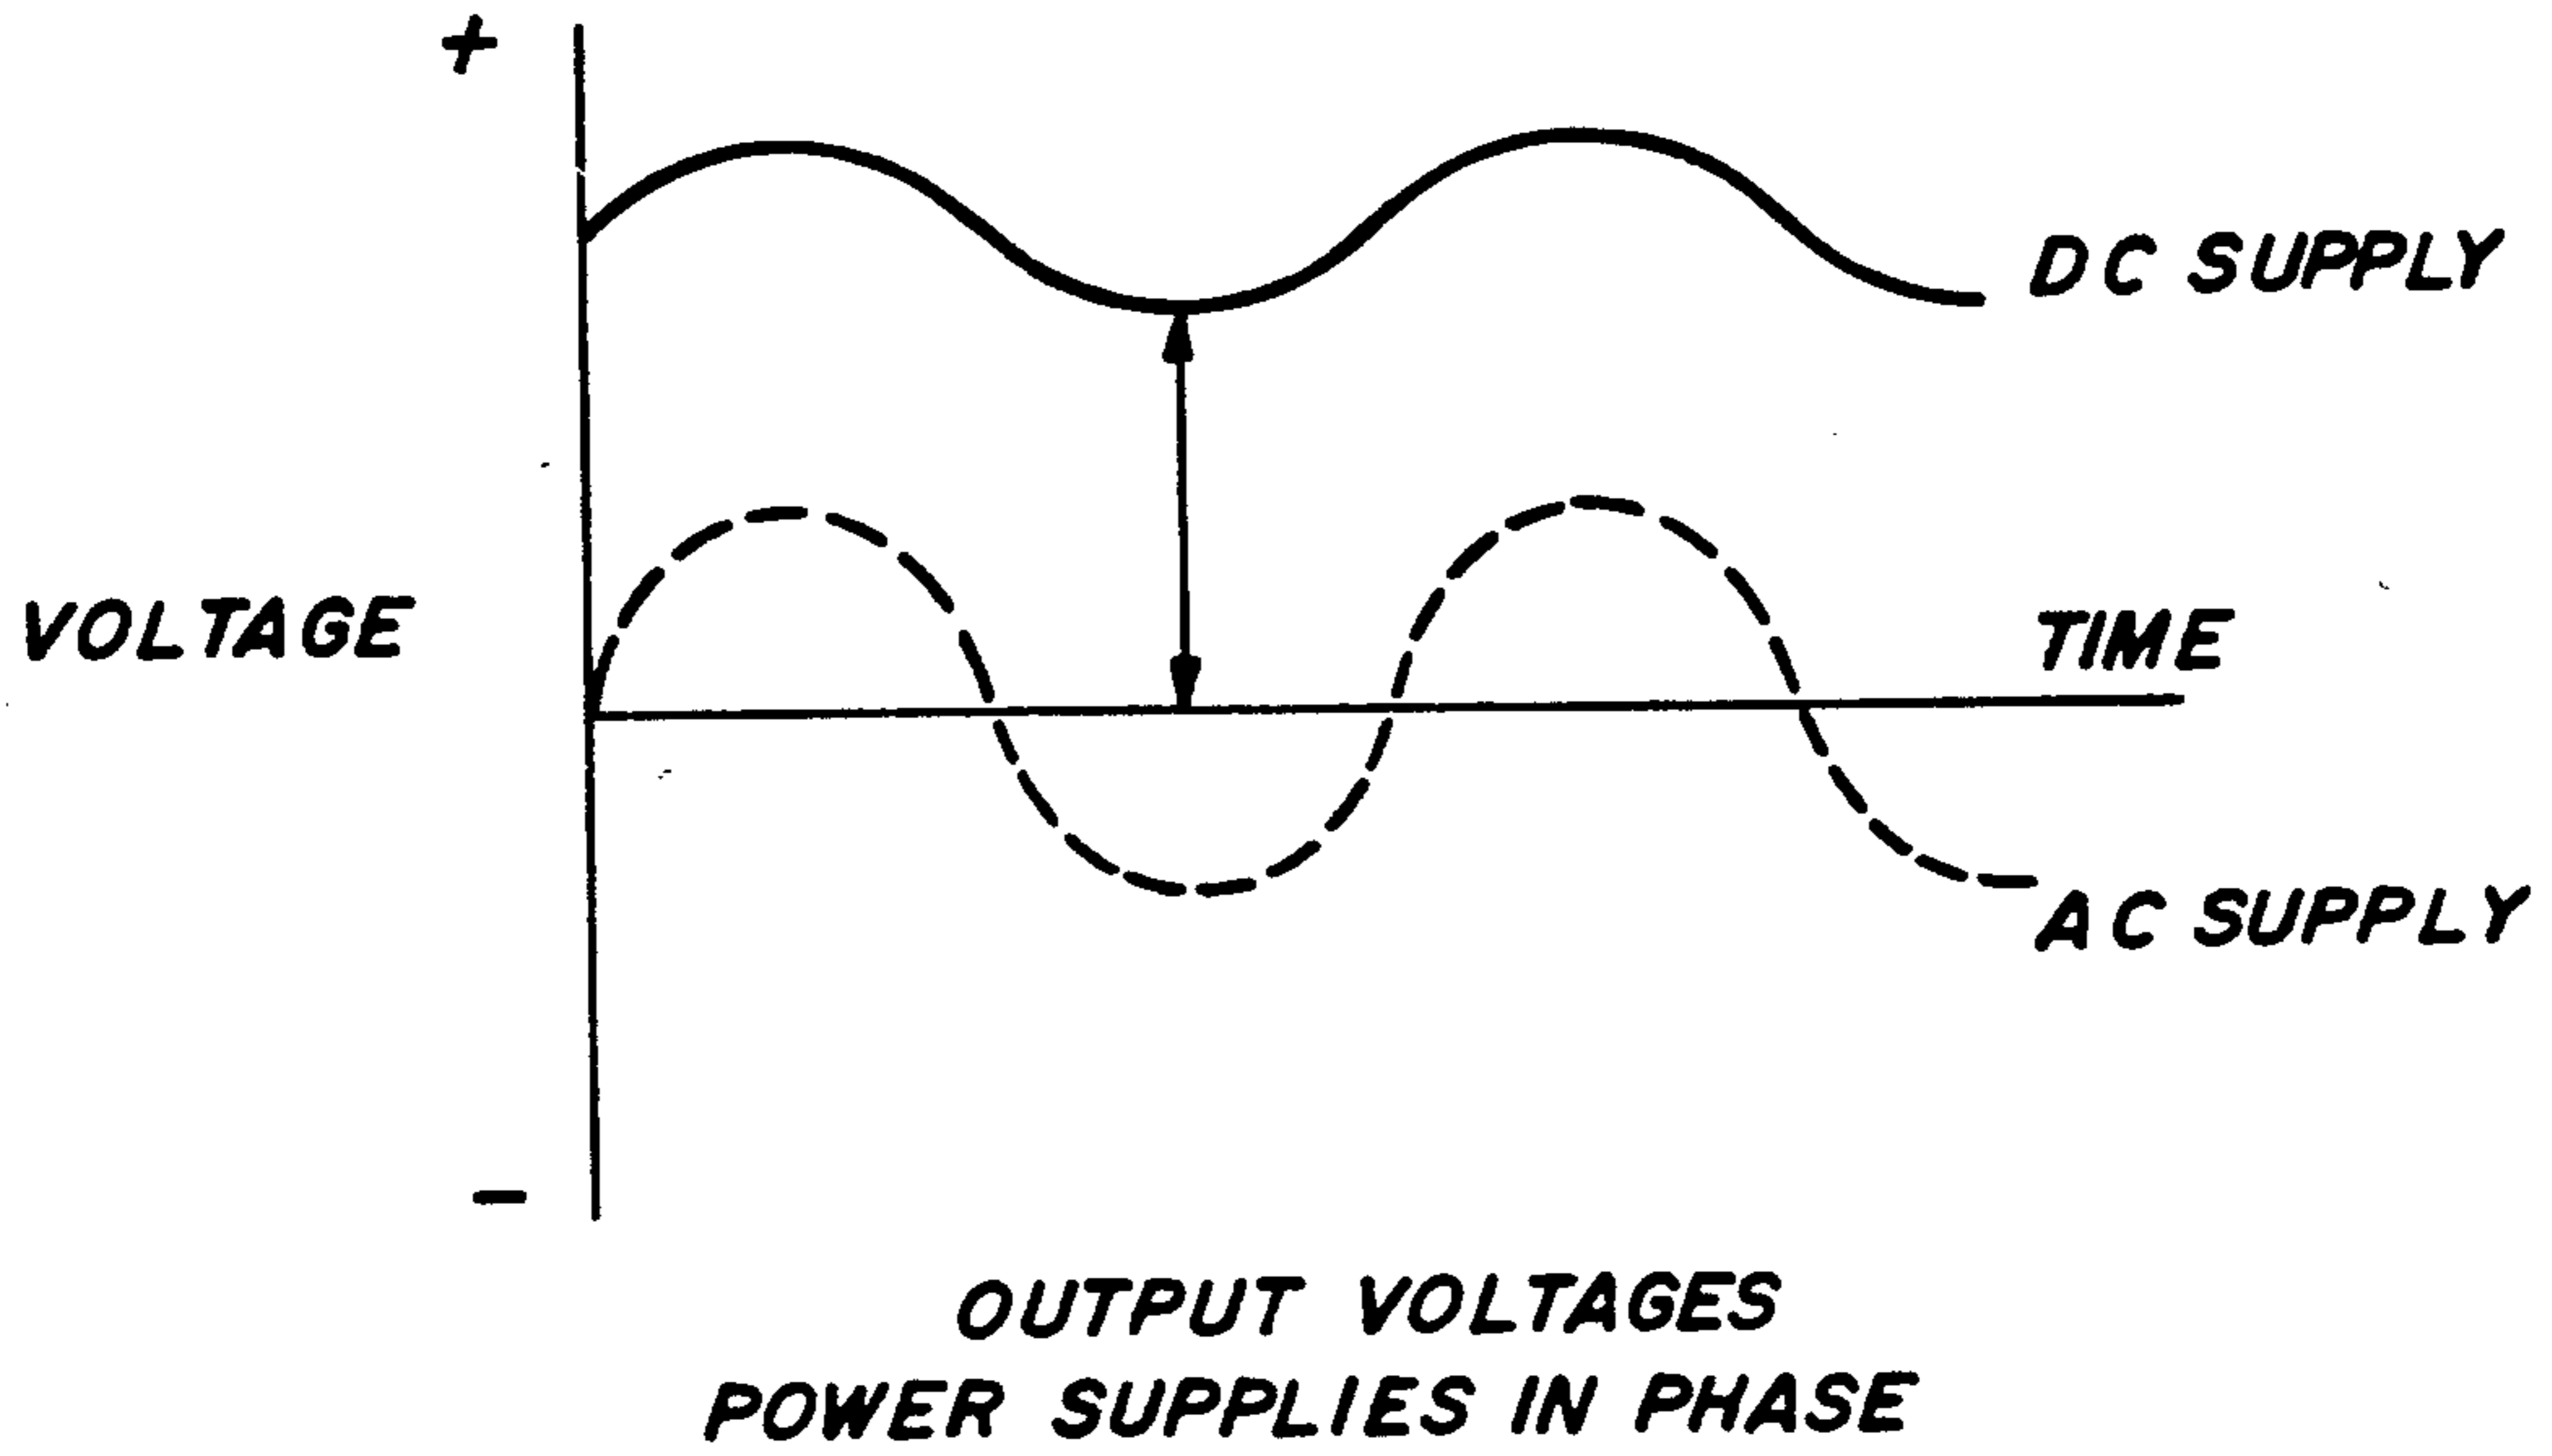 +
DC SUPPLY
VOLTAGE
TIME
AC SUPPLY
-
OUTPUT VOLTAGES
POWER SUPPLIES IN PHASE